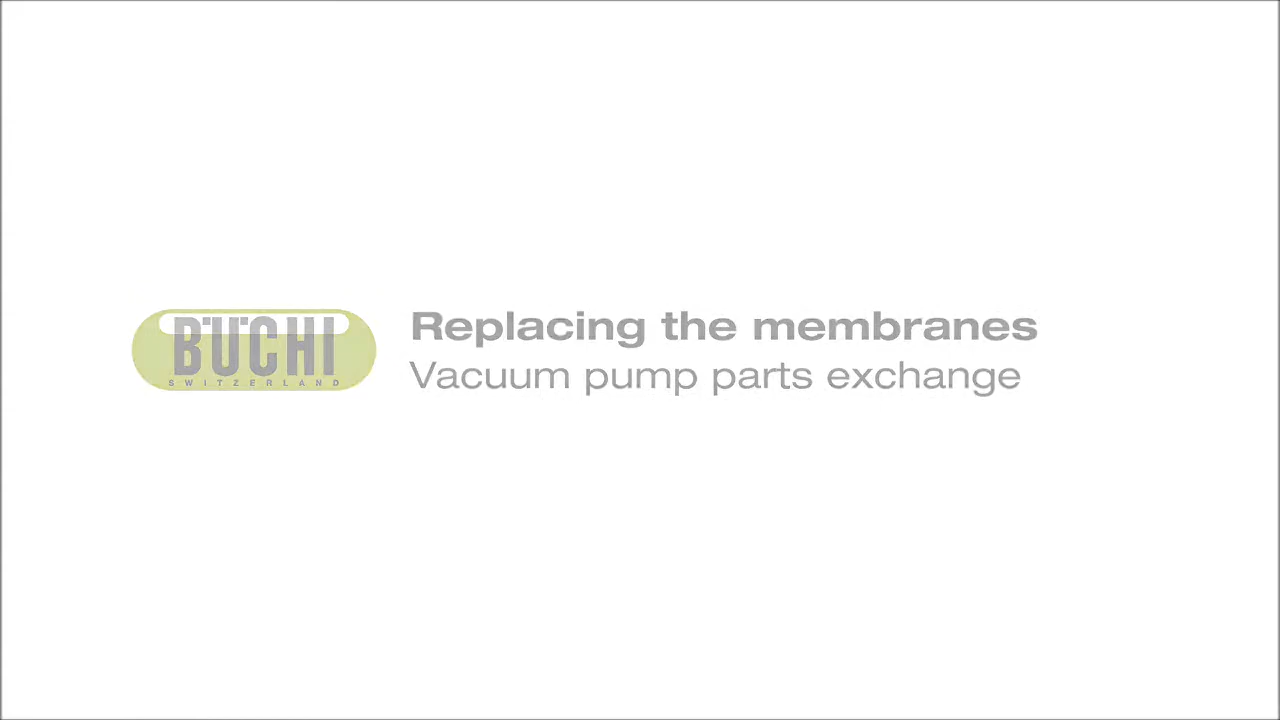 BÜCHI
SWITZERLAND
Replacing the membranes
Vacuum pump parts exchange